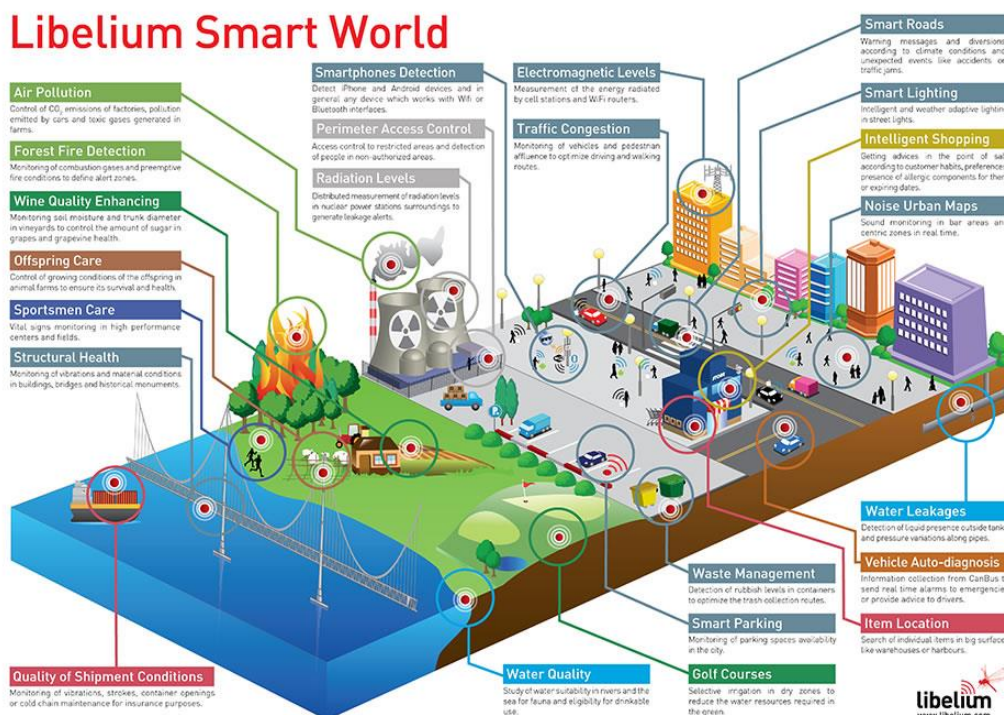 Libelium Smart World
Air Pollution
Control of CO₂ emissions of factories, pollution
emitted by cars and toxic gases generated in
farms.
Forest Fire Detection
Monitoring of combustion gases and preemptive
fire conditions to define alert zones.
Wine Quality Enhancing
Monitoring soil moisture and trunk diameter
in vineyards to control the amount of sugar in
grapes and grapevine health.
Offspring Care
Control of growing conditions of the offspring in
animal farms to ensure its survival and health.
Sportsmen Care
Vital signs monitoring in high performance
centers and fields.
Structural Health
Monitoring of vibrations and material conditions
in buildings, bridges and historical monuments.
Quality of Shipment Conditions
Monitoring of vibrations, strokes, container openings
or cold chain maintenance for insurance purposes.
Smartphones Detection
Detect iPhone and Android devices and in
general any device which works with Wifi or
Bluetooth interfaces.
Perimeter Access Control
Access control to restricted areas and detection
of people in non-authorized areas.
Radiation Levels
Distributed measurement of radiation levels
in nuclear power stations surroundings to
generate leakage alerts.
Electromagnetic Levels
Measurement of the energy radiated
by cell stations and WiFi routers.
Traffic Congestion
Monitoring of vehicles and pedestrian
affluence to optimize driving and walking
routes.
Smart Roads
Warning messages and diversions
according to climate conditions and
unexpected events like accidents or
traffic jams.
Smart Lighting
Intelligent and weather adaptive lighting
in street lights.
Intelligent Shopping
Getting advices in the point of sal
according to customer habits, preferences
presence of allergic components for them
or expiring dates.
Noise Urban Maps
Sound monitoring in bar areas an
centric zones in real time.
Water Leakages
Detection of liquid presence outside tank
and pressure variations along pipes.
Vehicle Auto-diagnosis
Information collection from CanBus
send real time alarms to emergencie
or provide advice to drivers.
Item Location
Search of individual items in big surface
like warehouses or harbours.
Waste Management
Detection of rubbish levels in containers
to optimize the trash collection routes.
Smart Parking
Monitoring of parking spaces availability
in the city.
Golf Courses
Selective irrigation in dry zones to
reduce the water resources required in
the green.
Water Quality
Study of water suitability in rivers and the
sea for fauna and eligibility for drinkable
use.
P
STORE
libelium
www.libelium.com